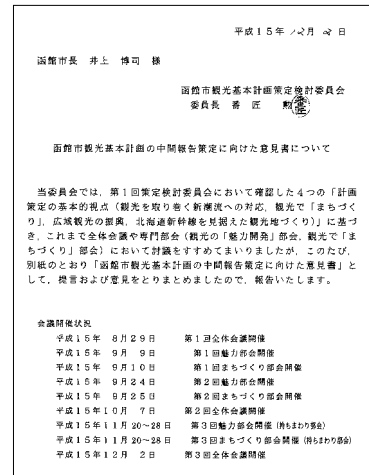 平成１５年 １２月 ２日
函館市長 井上 博司 様
函館市観光基本計画策定検討委員会
委員長 番 匠 勲
函館市観光基本計画の中間報告策定に向けた意見書について
当委員会では，第１回策定検討委員会において確認した４つの「計画
策定の基本的視点（観光を取り巻く新潮流への対応，観光で「まちづく
り」，広域観光の振興，北海道新幹線を見据えた観光地づくり）」に基づ
き，これまで全体会議や専門部会（観光の「魅力開発」部会，観光で「ま
ちづくり」部会）において討議をすすめてまいりましたが，このたび，
別紙のとおり「函館市観光基本計画の中間報告策定に向けた意見書」と
して，提言および意見をとりまとめましたので，報告いたします。
会議開催状況
平成１５年 ８月２９日 第１回全体会議開催
平成１５年 ９月 ９日 第１回魅力部会開催
平成１５年 ９月１０日 第１回まちづくり部会開催
平成１５年 ９月２４日 第２回魅力部会開催
平成１５年 ９月２５日 第２回まちづくり部会開催
平成１５年１０月 ７日 第２回全体会議開催
平成１５年１１月２０～２８日 第３回魅力部会開催（持ちまわり部会）
平成１５年１１月２０～２８日 第３回まちづくり部会開催（持ちまわり部会）
平成１５年１２月 ２日 第３回全体会議開催